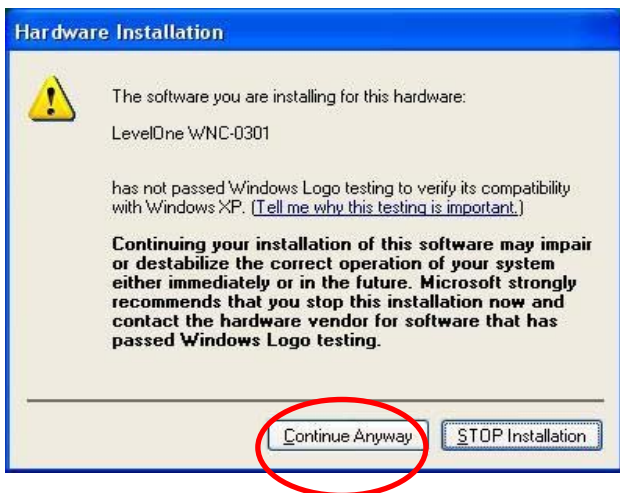 Hardware Installation
The software you are installing for this hardware:
LevelOne WNC-0301
has not passed Windows Logo testing to verify its compatibility
with Windows XP. (Tell me why this testing is important.)
Continuing your installation of this software may impair
or destabilize the correct operation of your system
either immediately or in the future. Microsoft strongly
recommends that you stop this installation now and
contact the hardware vendor for software that has
passed Windows Logo testing.
Continue Anyway STOP Installation